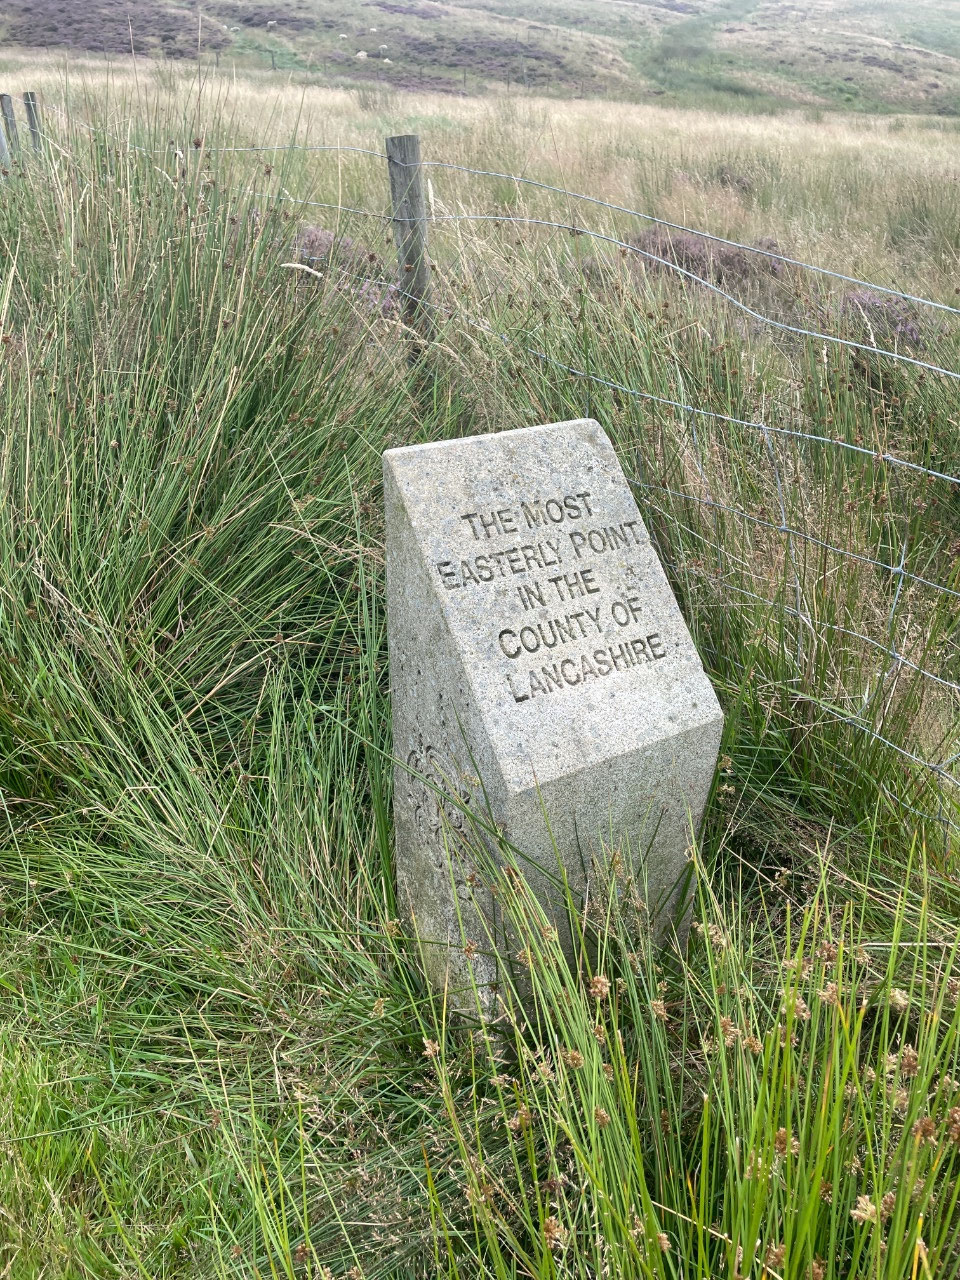 THE MOST
EASTERLY POINT
IN THE
COUNTY OF
LANCASHIRE